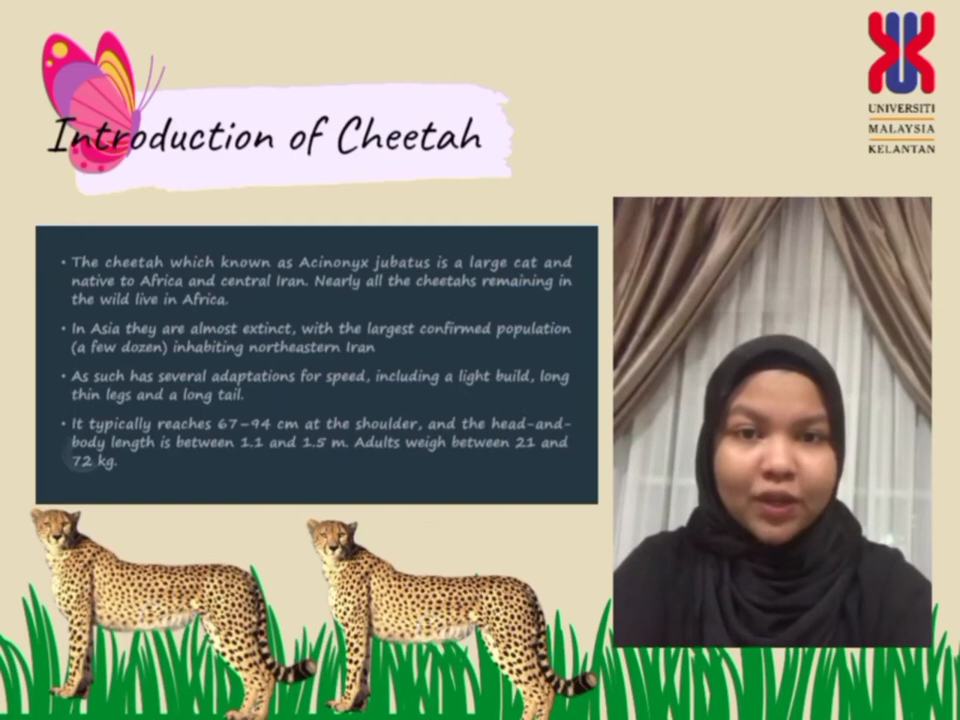 Introduction of Cheetah
UNIVERSITI
MALAYSIA
KELANTAN
• The cheetah which known as Acinonyx jubatus is a large cat and
native to Africa and central Iran. Nearly all the cheetahs remaining in
the wild live in Africa.
• In Asia they are almost extinct, with the largest confirmed population
(a few dozen) inhabiting northeastern Iran
• As such has several adaptations for speed, including a light build, long
thin legs and a long tail.
• It typically reaches 67–94 cm at the shoulder, and the head-and-
body length is between 1.1 and 1.5 m. Adults weigh between 21 and
72 kg.